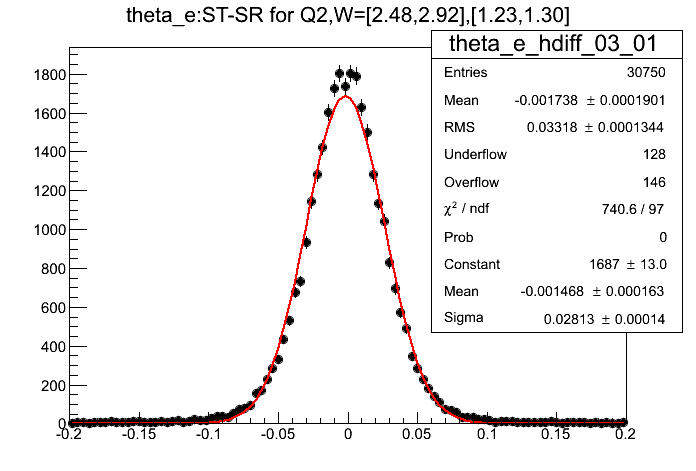 theta_e:ST-SR for Q2,W=[2.48,2.92],[1.23,1.30]
theta_e_hdiff_03_01
Entries 30750
Mean -0.001738 ± 0.0001901
RMS 0.03318 ± 0.0001344
Underflow 128
Overflow 146
χ² / ndf 740.6 / 97
Prob 0
Constant 1687 ± 13.0
Mean -0.001468 ± 0.000163
Sigma 0.02813 ± 0.00014
1800
1600
1400
1200
1000
800
600
400
200
0
-0.2 -0.15 -0.1 -0.05 0 0.05 0.1 0.15 0.2